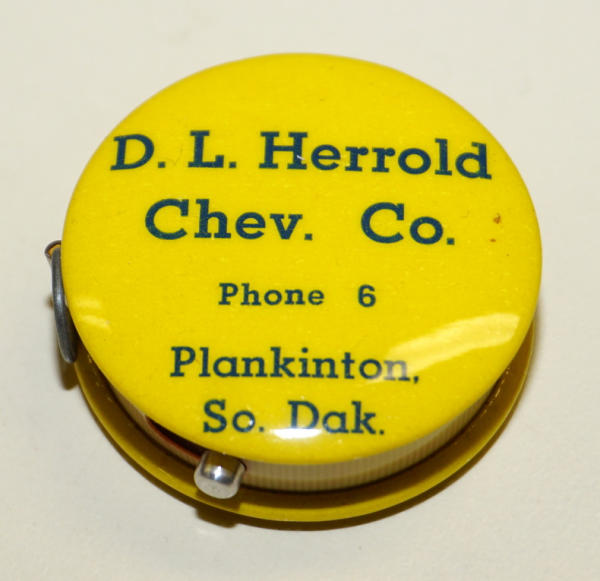 D. L. Herrold
Chev. Co.
Phone 6
Plankinton,
So. Dak.